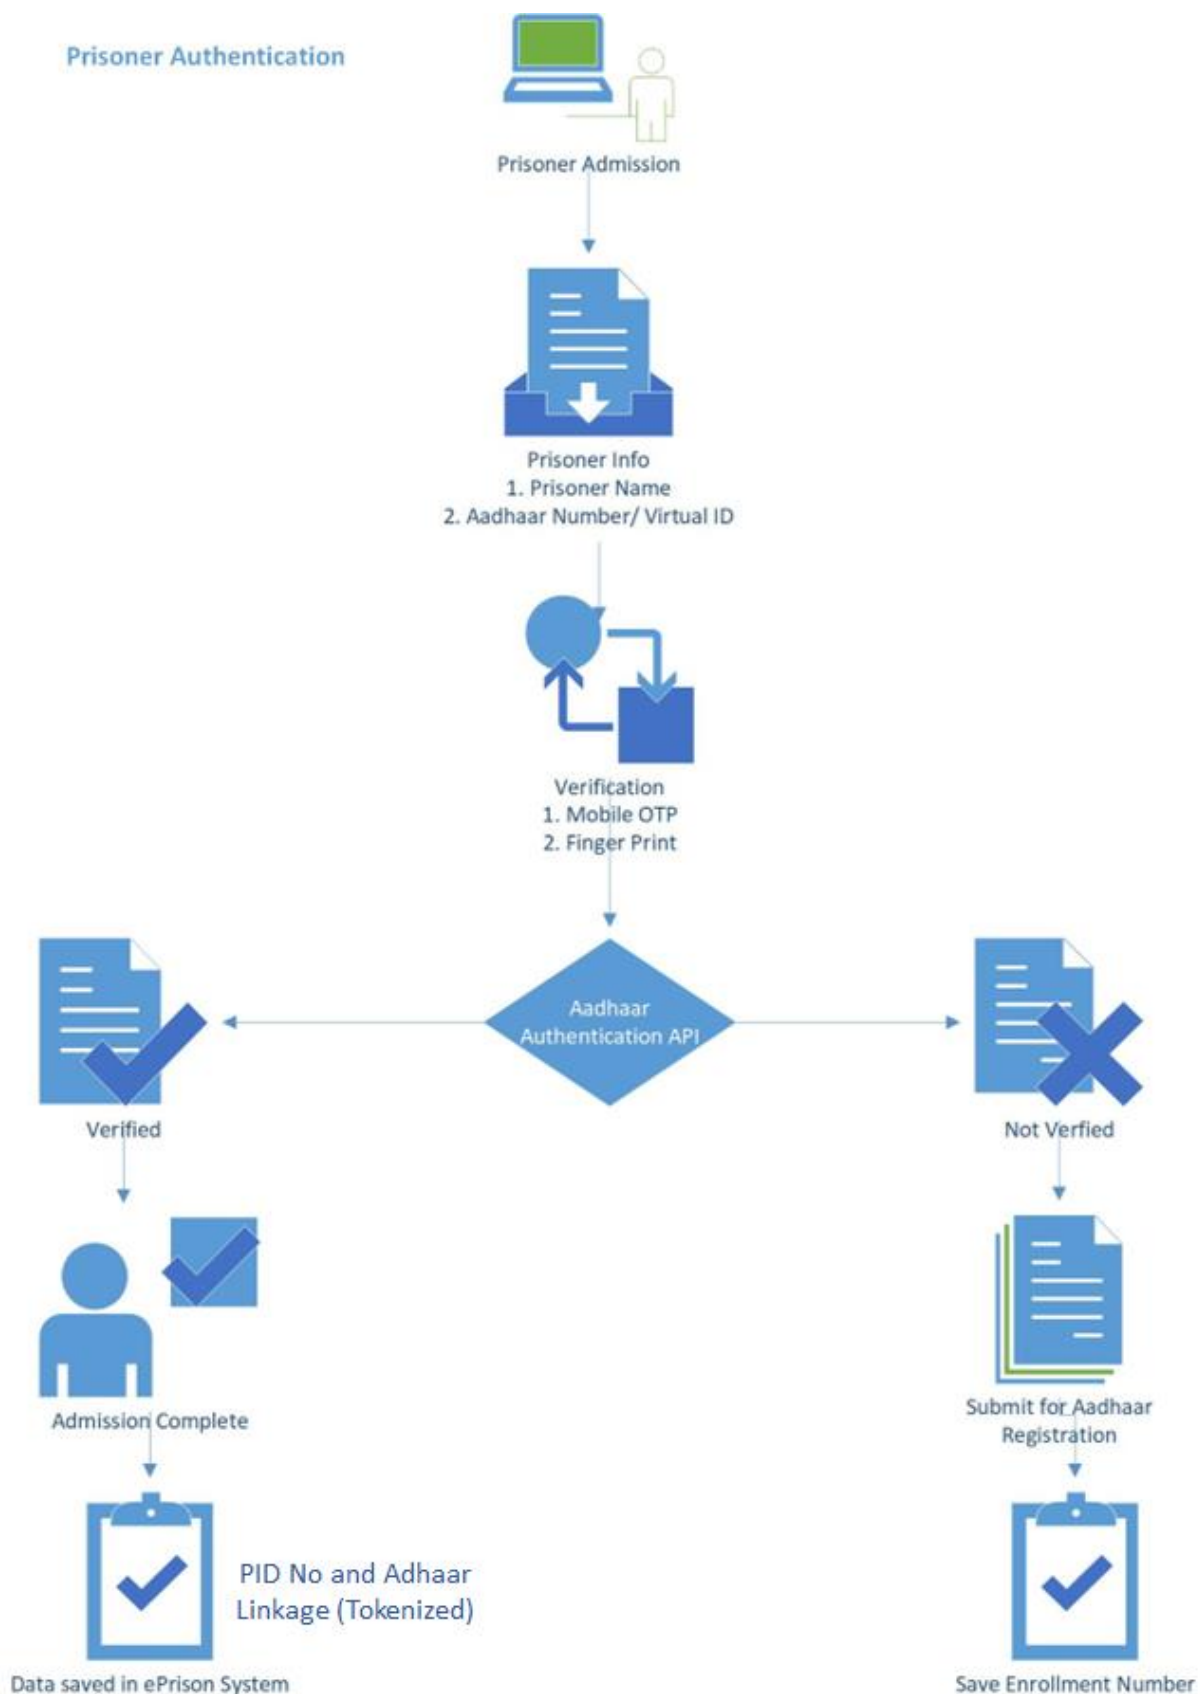 Prisoner Authentication
Prisoner Admission
Prisoner Info
1. Prisoner Name
2. Aadhaar Number/ Virtual ID
Verification
1. Mobile OTP
2. Finger Print
Aadhaar
Authentication API
Verified
Not Verfied
Admission Complete
Submit for Aadhaar
Registration
PID No and Adhaar
Linkage (Tokenized)
Data saved in ePrison System
Save Enrollment Number